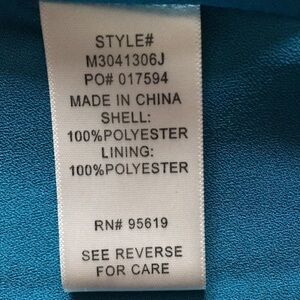 STYLE#
M3041306J
PO# 017594
MADE IN CHINA
SHELL:
100%POLYESTER
LINING:
100%POLYESTER
RN# 95619
SEE REVERSE
FOR CARE